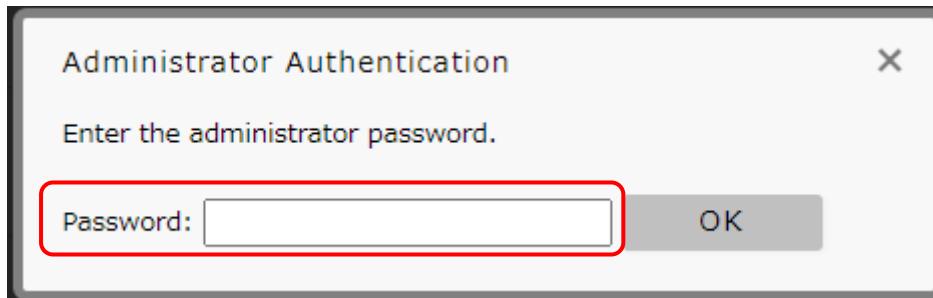 Administrator Authentication
Enter the administrator password.
Password:
OK